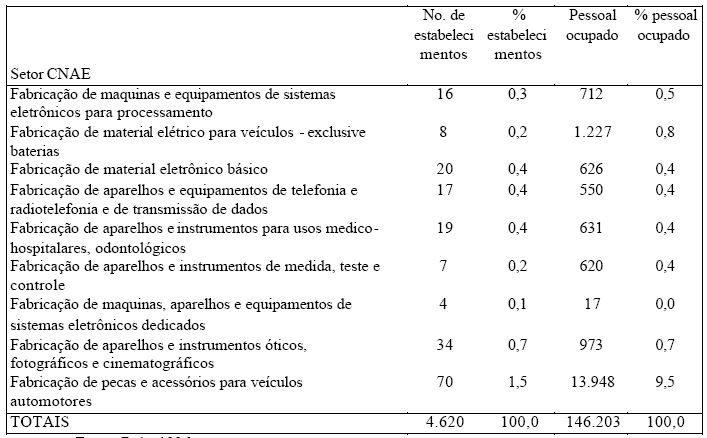 No. de % Pessoal % pessoal
estabeleci estabeleci ocupado ocupado
mentos mentos
Setor CNAE
Fabricação de maquinas e equipamentos de sistemas 16 0,3 712 0,5
eletrônicos para processamento
Fabricação de material elétrico para veículos - exclusive 8 0,2 1.227 0,8
baterias
Fabricação de material eletrônico básico 20 0,4 626 0,4
Fabricação de aparelhos e equipamentos de telefonia e 17 0,4 550 0,4
radiotelefonia e de transmissão de dados
Fabricação de aparelhos e instrumentos para usos medico- 19 0,4 631 0,4
hospitalares, odontológicos
Fabricação de aparelhos e instrumentos de medida, teste e 7 0,2 620 0,4
controle
Fabricação de maquinas, aparelhos e equipamentos de 4 0,1 17 0,0
sistemas eletrônicos dedicados
Fabricação de aparelhos e instrumentos óticos, 34 0,7 973 0,7
fotográficos e cinematográficos
Fabricação de pecas e acessórios para veículos 70 1,5 13.948 9,5
automotores
TOTAIS 4.620 100,0 146.203 100,0